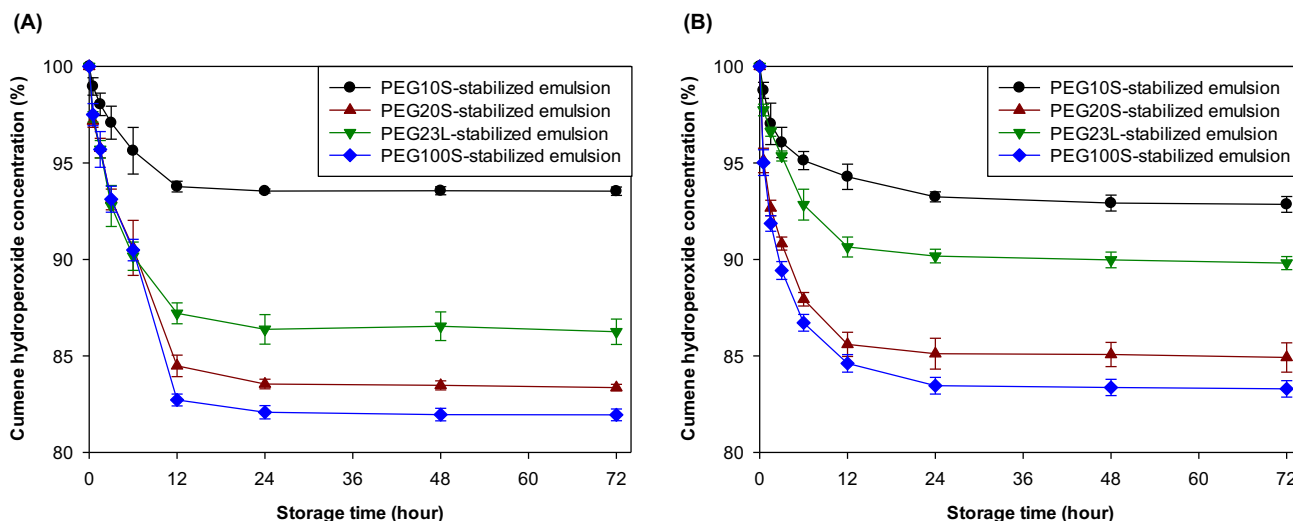 (A)
Cumene hydroperoxide concentration (%)
100
95
90
85
80
PEG10S-stabilized emulsion
PEG20S-stabilized emulsion
PEG23L-stabilized emulsion
PEG100S-stabilized emulsion
0 12 24 36 48 60 72
Storage time (hour)
(B)
Cumene hydroperoxide concentration (%)
100
95
90
85
80
PEG10S-stabilized emulsion
PEG20S-stabilized emulsion
PEG23L-stabilized emulsion
PEG100S-stabilized emulsion
0 12 24 36 48 60 72
Storage time (hour)